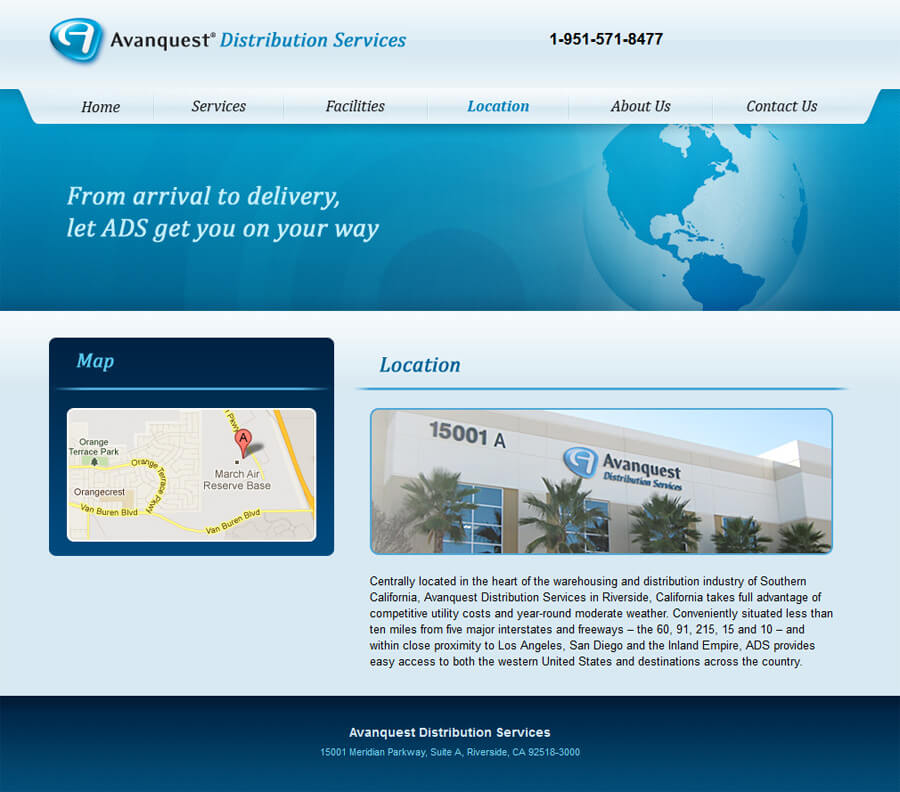 Avanquest® Distribution Services
1-951-571-8477
Home Services Facilities Location About Us Contact Us
From arrival to delivery,
let ADS get you on your way
Map
Orange
Terrace Park
Orange Terrace Pkwy
Orangecrest
Van Buren Blvd
Pkwy
A
March Air
Reserve Base
Van Buren Blvd
Location
15001 A
Avanquest
Distribution Services
Centrally located in the heart of the warehousing and distribution industry of Southern
California, Avanquest Distribution Services in Riverside, California takes full advantage of
competitive utility costs and year-round moderate weather. Conveniently situated less than
ten miles from five major interstates and freeways – the 60, 91, 215, 15 and 10 – and
within close proximity to Los Angeles, San Diego and the Inland Empire, ADS provides
easy access to both the western United States and destinations across the country.
Avanquest Distribution Services
15001 Meridian Parkway, Suite A, Riverside, CA 92518-3000